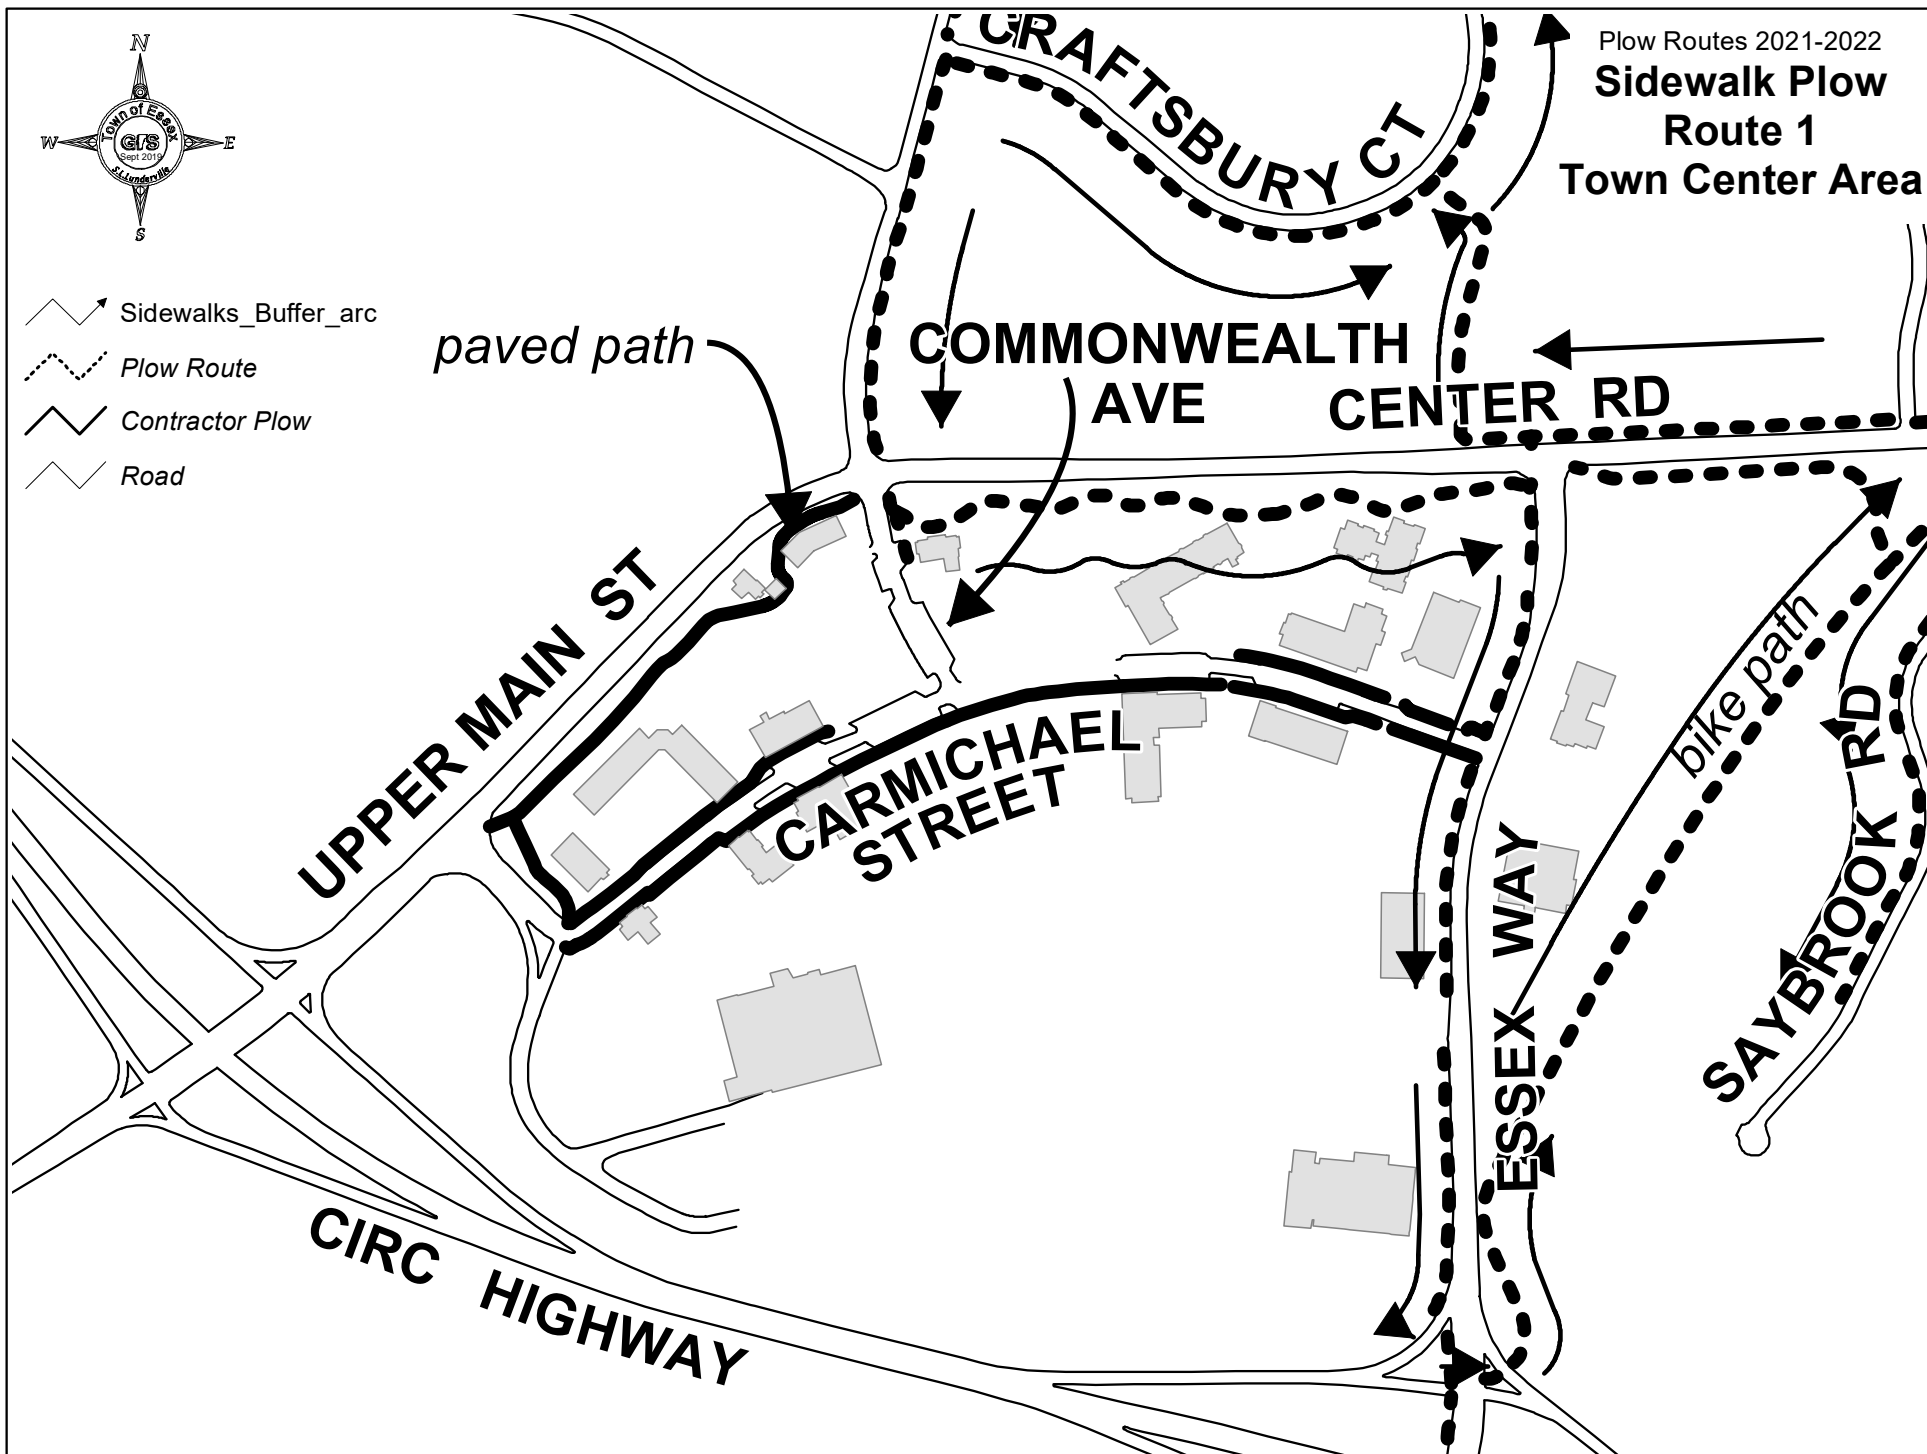 Plow Routes 2021-2022
Sidewalk Plow
Route 1
Town Center Area
N
W
E
S
Town of Essex
GIS
Sept 2019
S.L.Lunderville
Sidewalks_Buffer_arc
Plow Route
Contractor Plow
Road
CRAFTSBURY CT
paved path
COMMONWEALTH
AVE
CENTER RD
UPPER MAIN ST
bike path
CARMICHAEL
STREET
SAYBROOK RD
ESSEX WAY
CIRC HIGHWAY